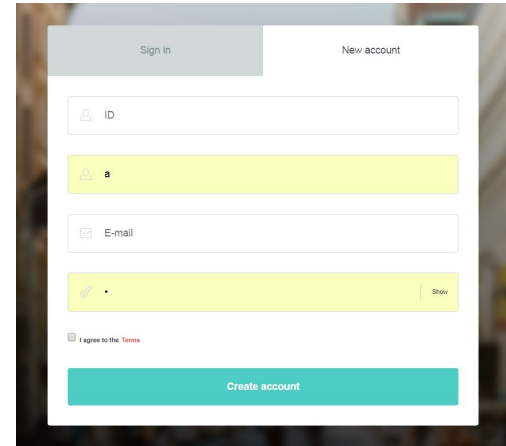 Sign in
New account
ID
a
E-mail
•
Show
I agree to the Terms
Create account